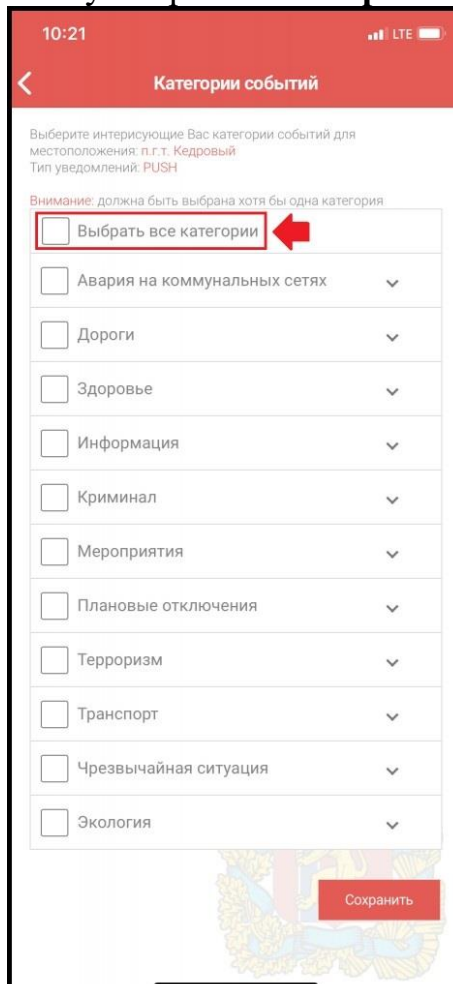 10:21 LTE
Категории событий
Выберите интерисующие Вас категории событий для
местоположения: п.г.т. Кедровый
Тип уведомлений: PUSH
Внимание: должна быть выбрана хотя бы одна категория
Выбрать все категории
Авария на коммунальных сетях
Дороги
Здоровье
Информация
Криминал
Мероприятия
Плановые отключения
Терроризм
Транспорт
Чрезвычайная ситуация
Экология
Сохранить